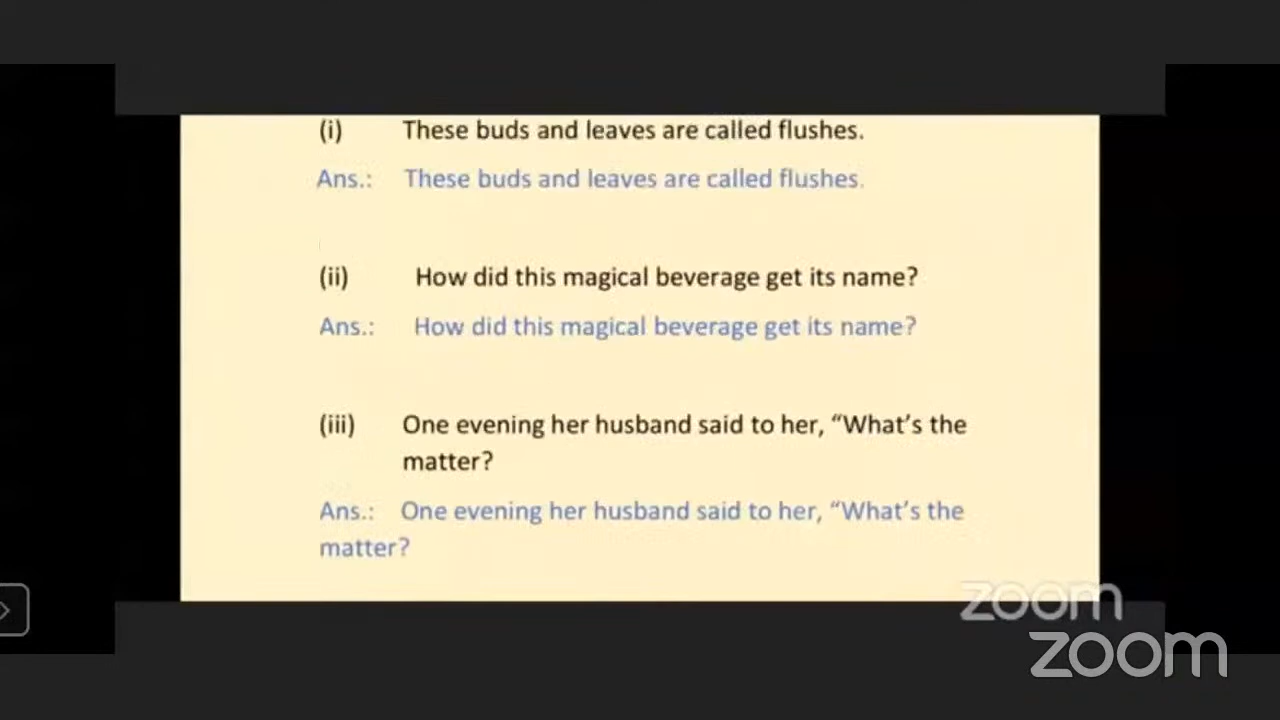 (i) These buds and leaves are called flushes.
Ans.: These buds and leaves are called flushes.
(ii) How did this magical beverage get its name?
Ans.: How did this magical beverage get its name?
(iii) One evening her husband said to her, “What’s the
matter?
Ans.: One evening her husband said to her, “What’s the
matter?
zoom
zoom